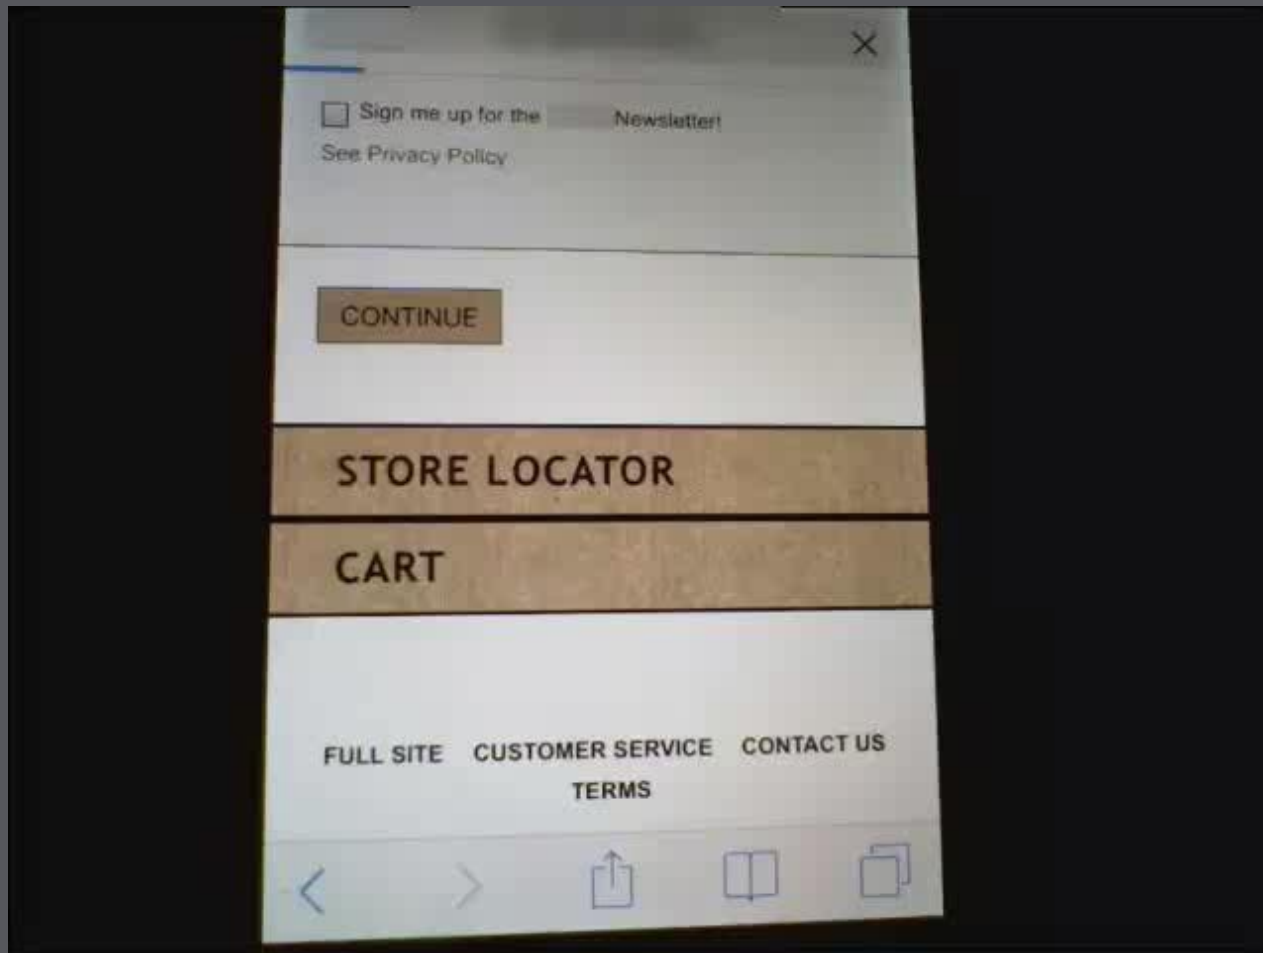 Sign me up for the Newsletter!
See Privacy Policy
CONTINUE
STORE LOCATOR
CART
FULL SITE CUSTOMER SERVICE CONTACT US
TERMS